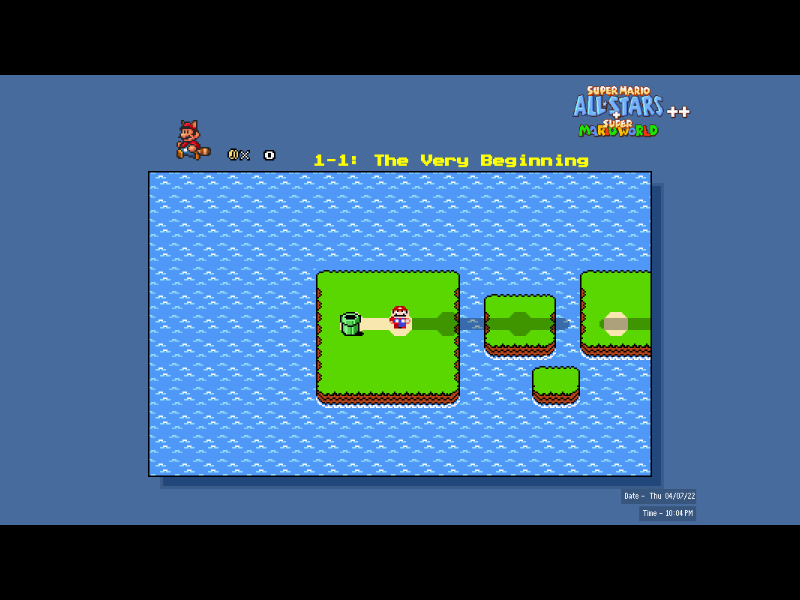 SUPER MARIO
ALL-STARS ++
+
SUPER
MARIO WORLD
0× 0
1-1: The Very Beginning
Date - Thu 04/07/22
Time - 10:04 PM